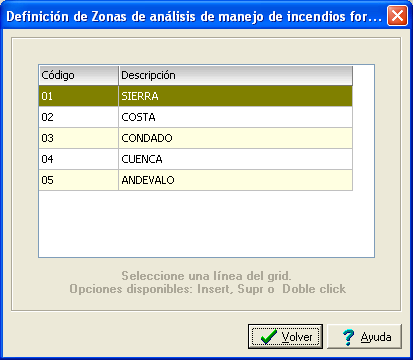 Definición de Zonas de análisis de manejo de incendios for...
Código Descripción
01 SIERRA
02 COSTA
03 CONDADO
04 CUENCA
05 ANDEVALO
Seleccione una línea del grid.
Opciones disponibles: Insert, Supr o Doble click
Volver Ayuda